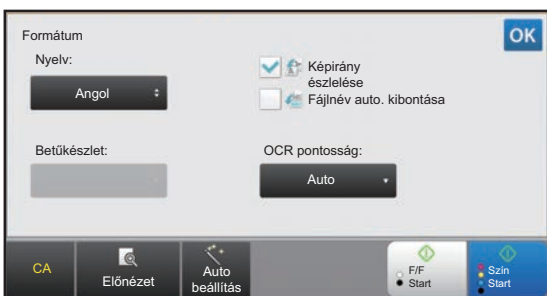 Formátum
OK
Nyelv:
Angol
Képirány
észlelése
Fájlnév auto. kibontása
Betűkészlet:
OCR pontosság:
Auto
CA
Előnézet
Auto
beállítás
F/F
Start
Szín
Start